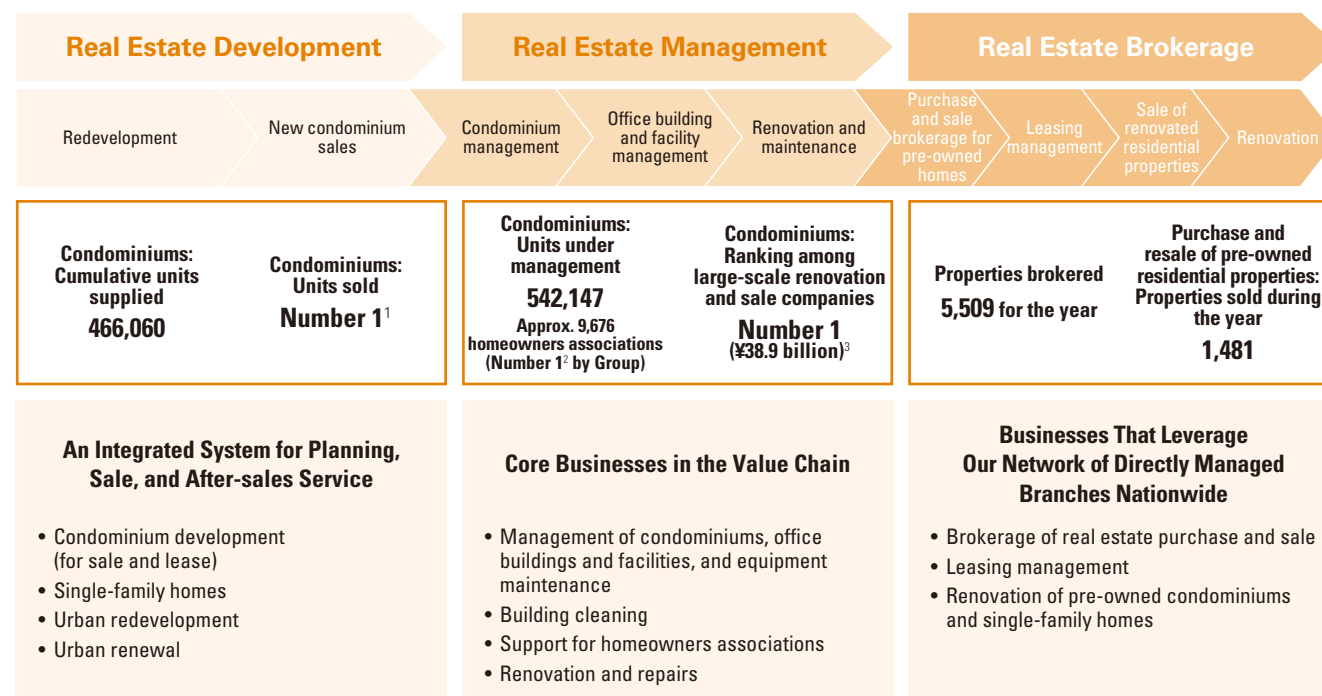 Real Estate Development
Real Estate Management
Real Estate Brokerage
Redevelopment
New condominium
sales
Condominium
management
Office building
and facility
management
Renovation and
maintenance
Purchase
and sale
brokerage for
pre-owned
homes
Leasing
management
Sale of
renovated
residential
properties
Renovation
Condominiums:
Cumulative units
supplied
466,060
Condominiums:
Units sold
Number 1¹
Condominiums:
Units under
management
542,147
Approx. 9,676
homeowners associations
(Number 1² by Group)
Condominiums:
Ranking among
large-scale renovation
and sale companies
Number 1
(¥38.9 billion)³
Properties brokered
5,509 for the year
Purchase and
resale of pre-owned
residential properties:
Properties sold during
the year
1,481
An Integrated System for Planning,
Sale, and After-sales Service
• Condominium development
(for sale and lease)
• Single-family homes
• Urban redevelopment
• Urban renewal
Core Businesses in the Value Chain
• Management of condominiums, office
buildings and facilities, and equipment
maintenance
• Building cleaning
• Support for homeowners associations
• Renovation and repairs
Businesses That Leverage
Our Network of Directly Managed
Branches Nationwide
• Brokerage of real estate purchase and sale
• Leasing management
• Renovation of pre-owned condominiums
and single-family homes